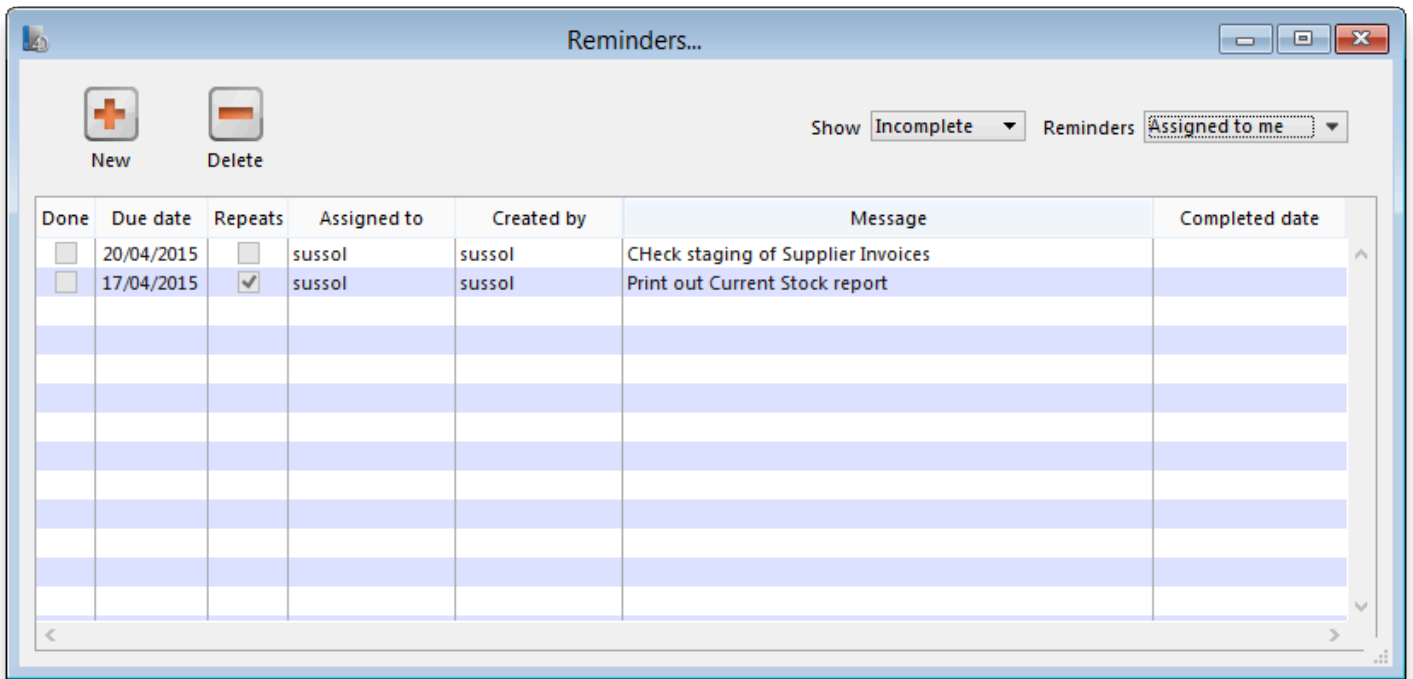 Reminders...
New
Delete
Show Incomplete Reminders Assigned to me
Done Due date Repeats Assigned to Created by Message Completed date
20/04/2015 sussol sussol CHeck staging of Supplier Invoices
17/04/2015 sussol sussol Print out Current Stock report